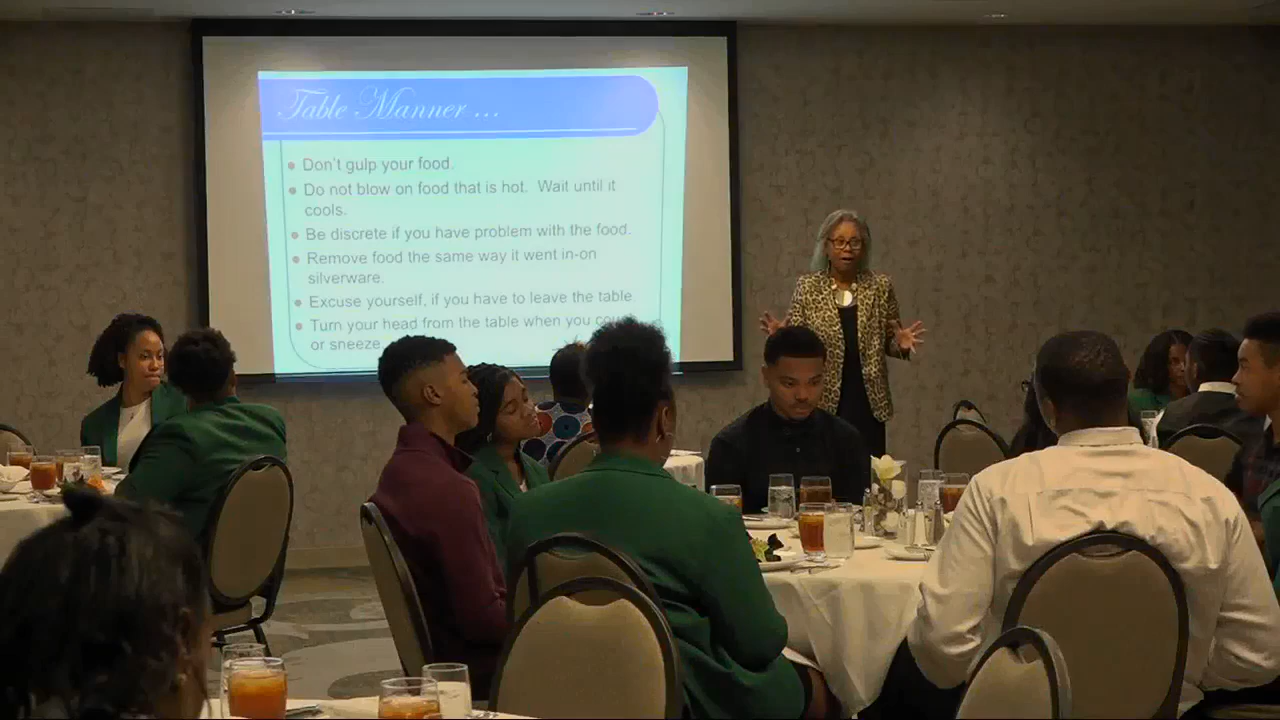 Table Manner ...
Don't gulp your food.
Do not blow on food that is hot. Wait until it
cools.
Be discrete if you have problem with the food.
Remove food the same way it went in-on
silverware.
Excuse yourself, if you have to leave the table
Turn your head from the table when you
or sneeze.